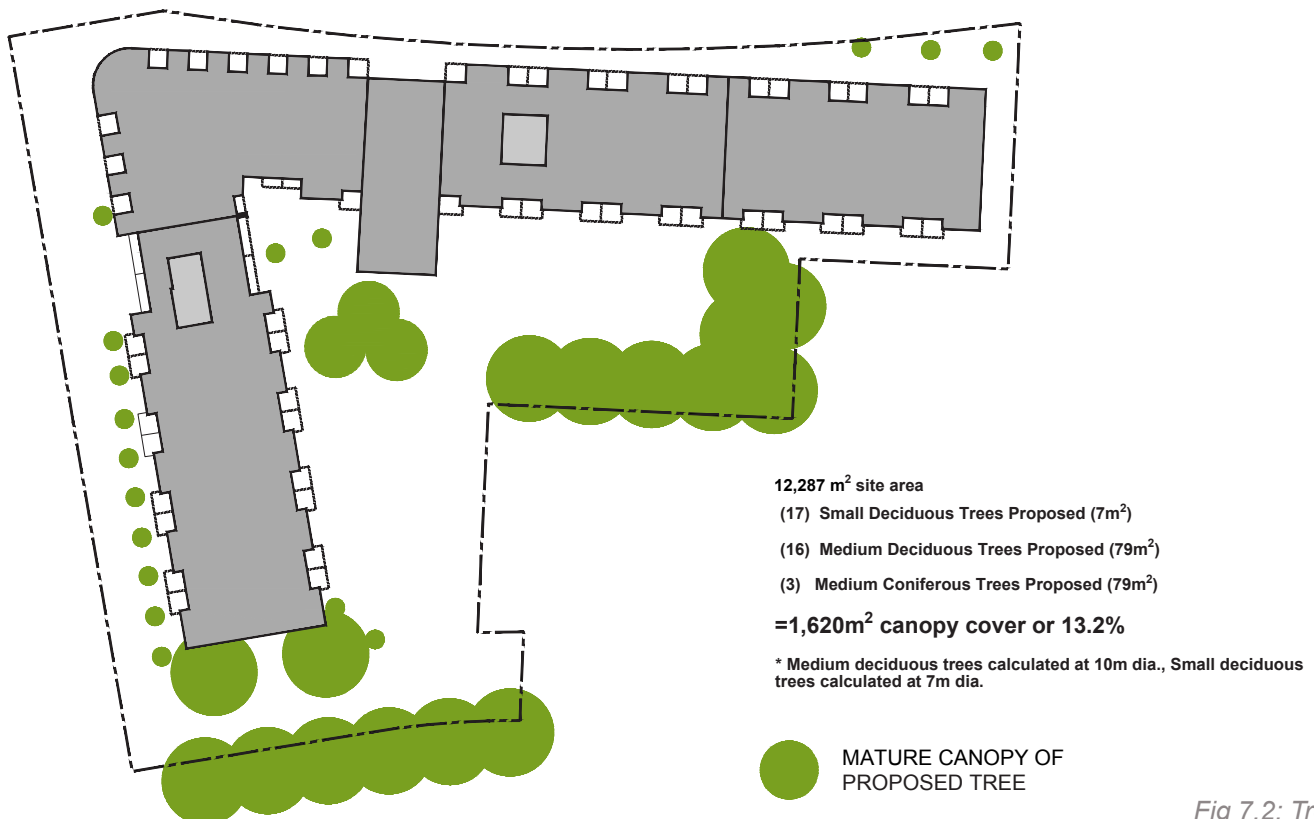 12,287 m² site area
(17) Small Deciduous Trees Proposed (7m²)
(16) Medium Deciduous Trees Proposed (79m²)
(3) Medium Coniferous Trees Proposed (79m²)
=1,620m² canopy cover or 13.2%
* Medium deciduous trees calculated at 10m dia., Small deciduous
trees calculated at 7m dia.
MATURE CANOPY OF
PROPOSED TREE
Fig 7.2: Tr